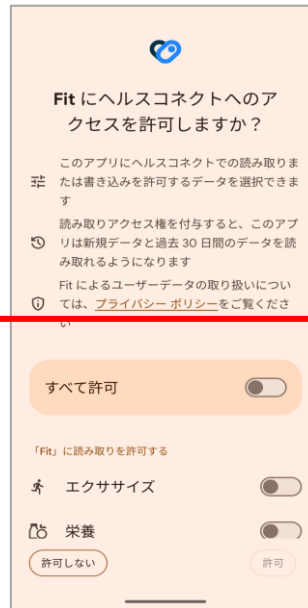 Fit にヘルスコネクトへのア
クセスを許可しますか？
このアプリにヘルスコネクトでの読み取りま
たは書き込みを許可するデータを選択できま
す
読み取りアクセス権を付与すると、このアプ
リは新規データと過去 30 日間のデータを読
み取れるようになります
Fit によるユーザーデータの取り扱いについ
ては、プライバシー ポリシーをご覧くださ
い
すべて許可
「Fit」に読み取りを許可する
エクササイズ
栄養
許可しない
許可